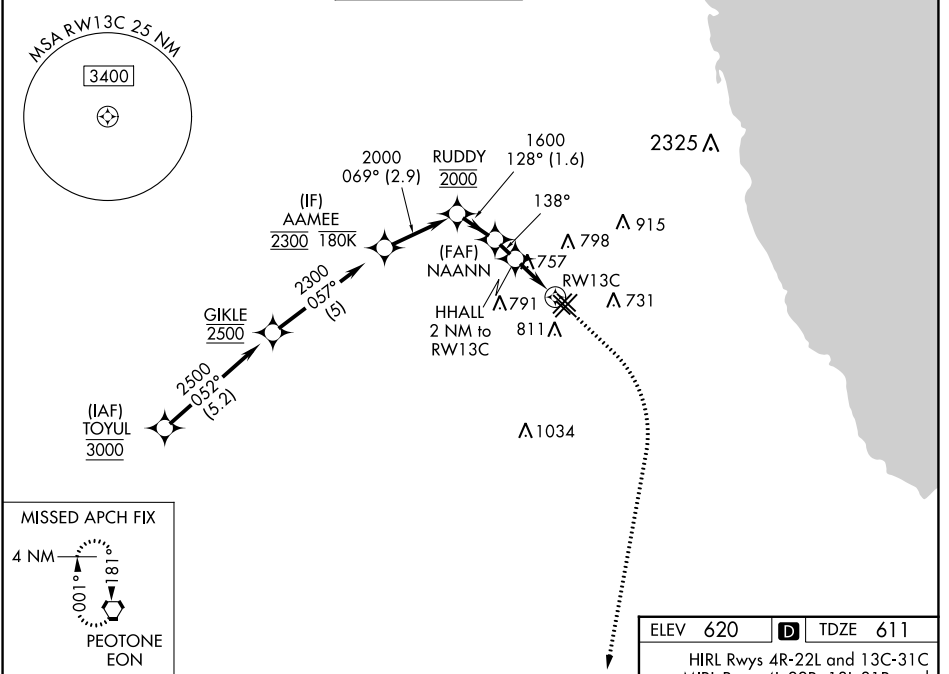 MSA RW13C 25 NM
3400
2325
1600
128° (1.6)
2000
069° (2.9)
RUDDY
2000
138°
(IF)
AAMEE
2300 180K
915
798
(FAF)
NAANN
757
RW13C
2300
057°
(5)
HHALL
2 NM to
RW13C
791
731
811
GIKLE
2500
2500
052°
(5.2)
(IAF)
TOYUL
3000
1034
MISSED APCH FIX
4 NM
001°
181°
PEOTONE
EON
ELEV 620 D TDZE 611
HIRL Rwys 4R-22L and 13C-31C